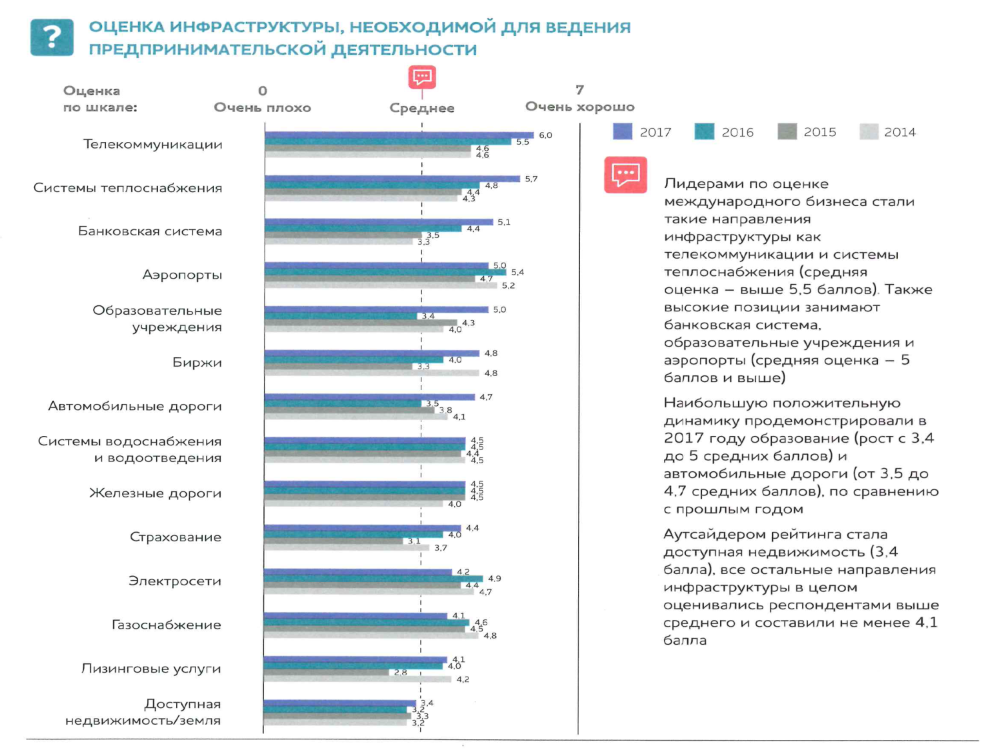 ?
ОЦЕНКА ИНФРАСТРУКТУРЫ, НЕОБХОДИМОЙ ДЛЯ ВЕДЕНИЯ
ПРЕДПРИНИМАТЕЛЬСКОЙ ДЕЯТЕЛЬНОСТИ
Оценка
по шкале:
0
Очень плохо
Среднее
7
Очень хорошо
2017
2016
2015
2014
Телекоммуникации
6,0
5,5
4,6
4,6
Системы теплоснабжения
5,7
4,8
4,4
4,3
Банковская система
5,1
4,4
3,5
3,3
Аэропорты
5,0
5,4
4,7
5,2
Образовательные
учреждения
5,0
3,4
4,3
4,0
Биржи
4,8
4,0
3,3
4,8
Автомобильные дороги
4,7
3,5
3,8
4,1
Системы водоснабжения
и водоотведения
4,5
4,5
4,4
4,5
Железные дороги
4,5
4,5
4,5
4,0
Страхование
4,4
4,0
3,1
3,7
Электросети
4,2
4,9
4,4
4,7
Газоснабжение
4,1
4,6
4,5
4,8
Лизинговые услуги
4,1
4,0
2,8
4,2
Доступная
недвижимость/земля
3,4
3,2
3,3
3,2
Лидерами по оценке
международного бизнеса стали
такие направления
инфраструктуры как
телекоммуникации и системы
теплоснабжения (средняя
оценка – выше 5,5 баллов). Также
высокие позиции занимают
банковская система,
образовательные учреждения и
аэропорты (средняя оценка – 5
баллов и выше)
Наибольшую положительную
динамику продемонстрировали в
2017 году образование (рост с 3,4
до 5 средних баллов) и
автомобильные дороги (от 3,5 до
4,7 средних баллов), по сравнению
с прошлым годом
Аутсайдером рейтинга стала
доступная недвижимость (3,4
балла), все остальные направления
инфраструктуры в целом
оценивались респондентами выше
среднего и составили не менее 4,1
балла